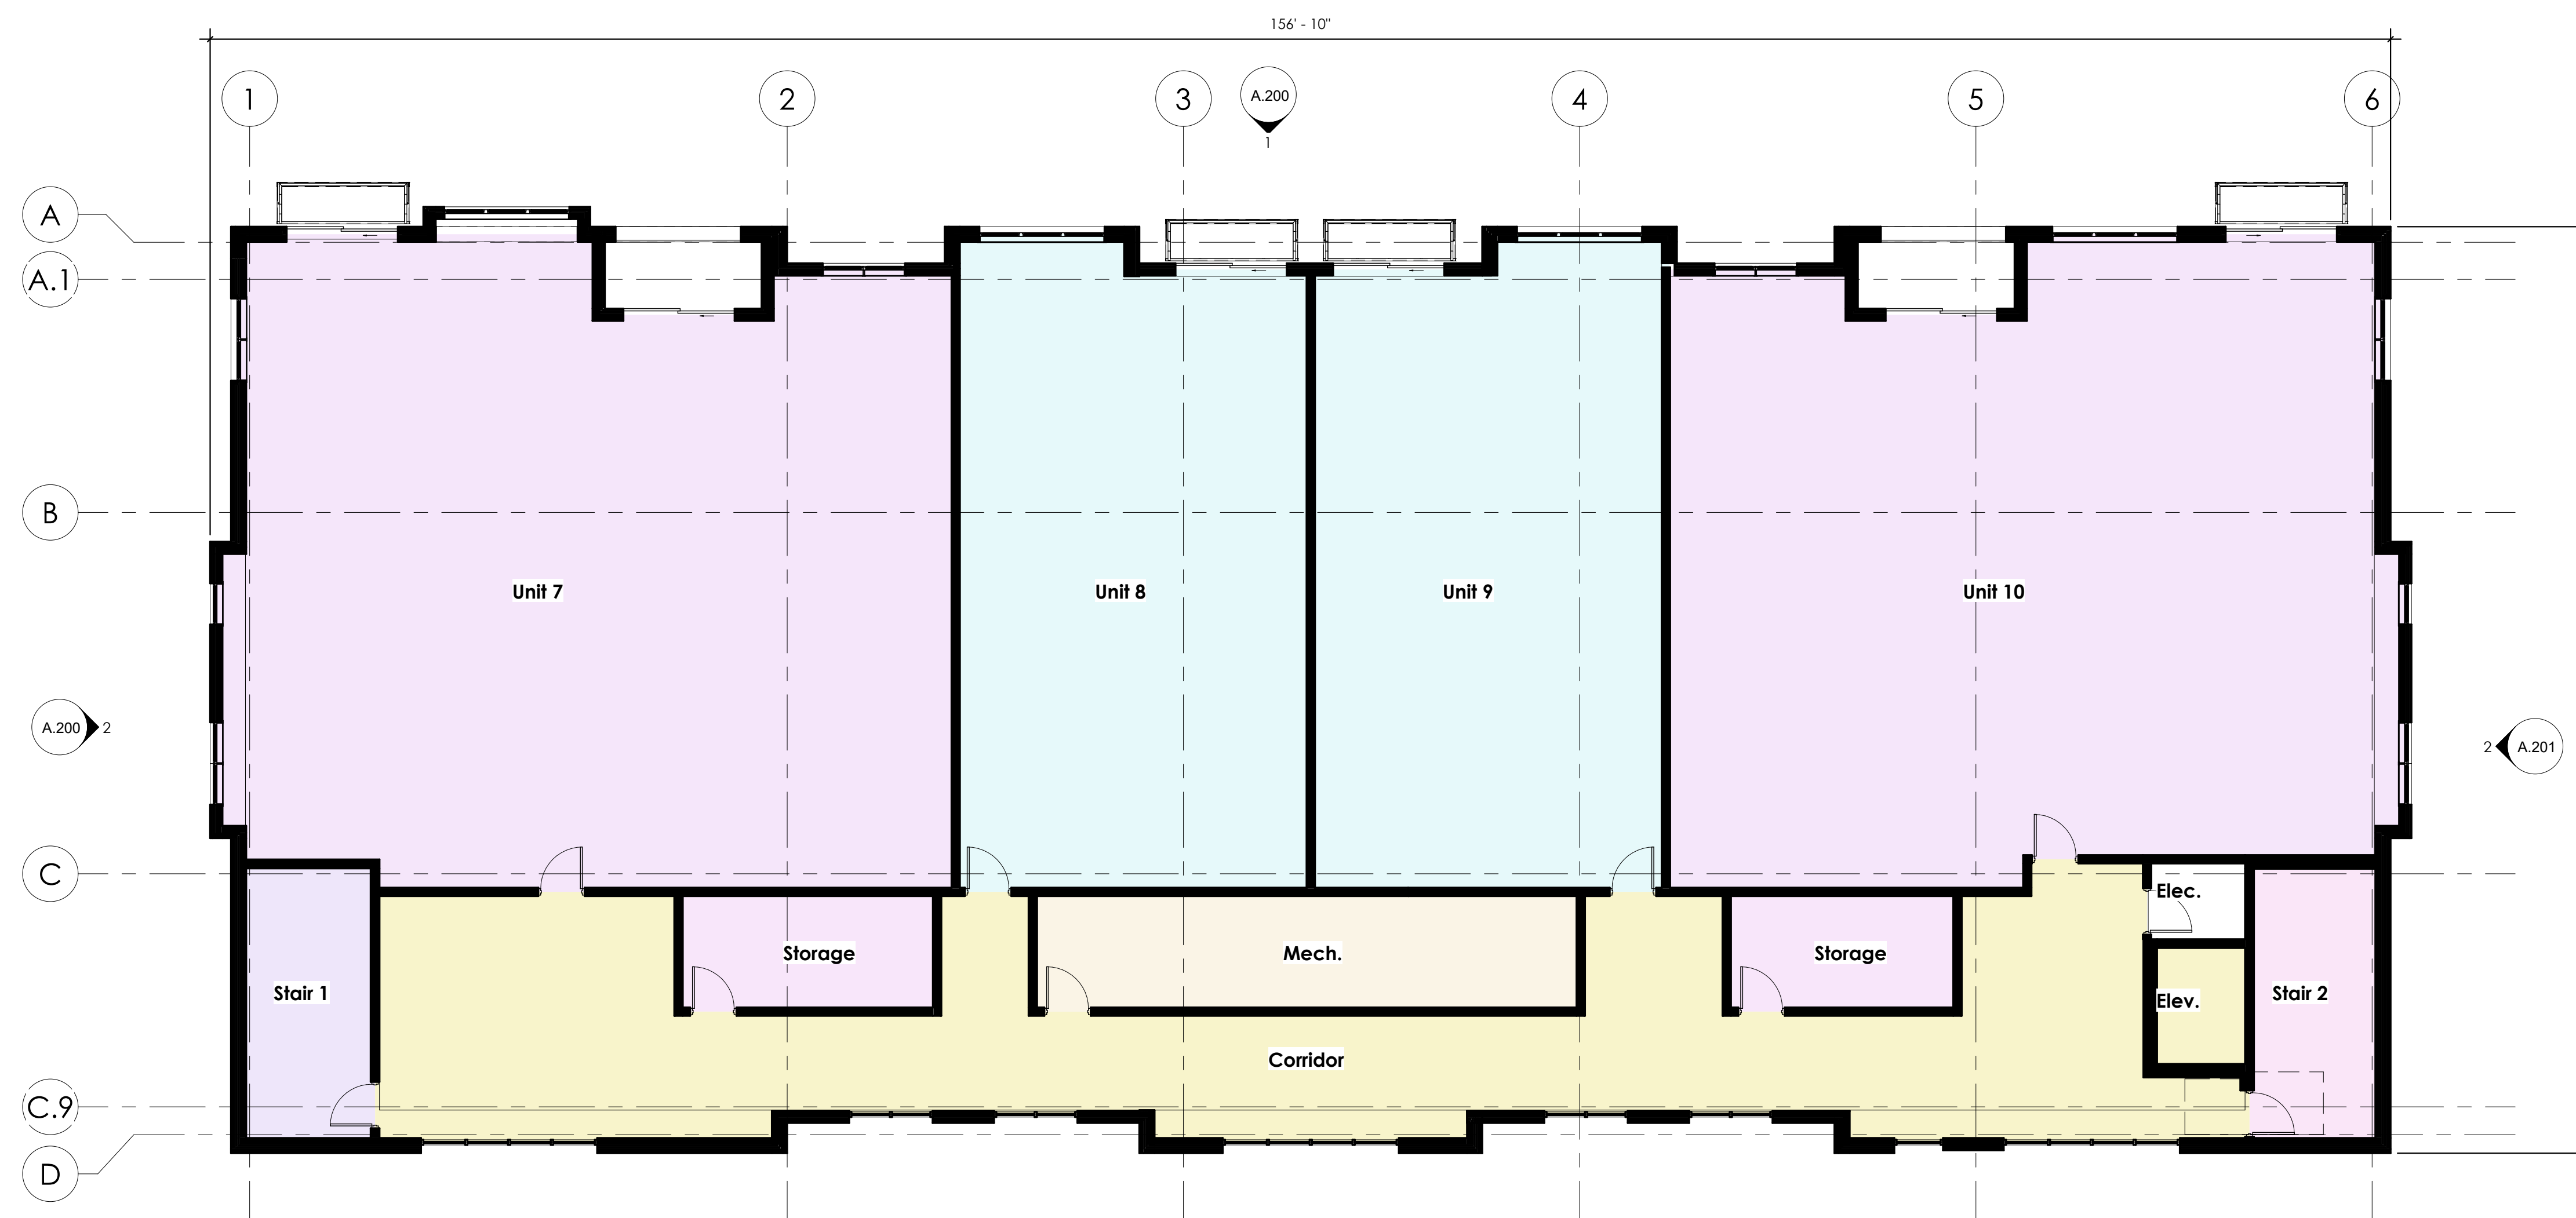 156' - 10"
1
2
3
A.200
4
5
6
1
A
A.1
B
Unit 7
Unit 8
Unit 9
Unit 10
A.200
2
2
A.201
C
Elec.
Storage
Mech.
Storage
Stair 1
Elev.
Stair 2
Corridor
C.9
D